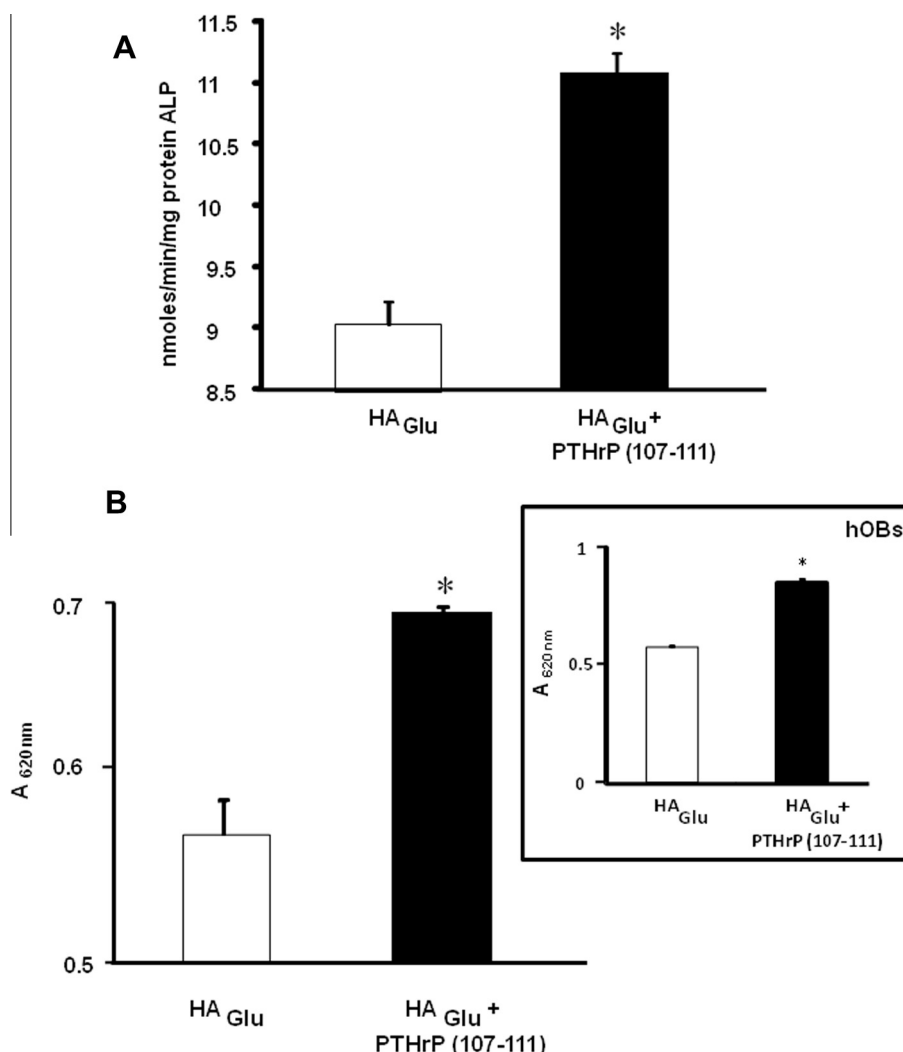 A
nmoles/min/mg protein ALP
11.5
11
10.5
10
9.5
9
8.5
*
HA Glu
HA Glu +
PTHrP (107-111)
B
A 620 nm
0.7
0.6
0.5
*
HA Glu
HA Glu +
PTHrP (107-111)
hOBs
A 620 nm
1
0.5
0
*
HA Glu
HA Glu +
PTHrP (107-111)